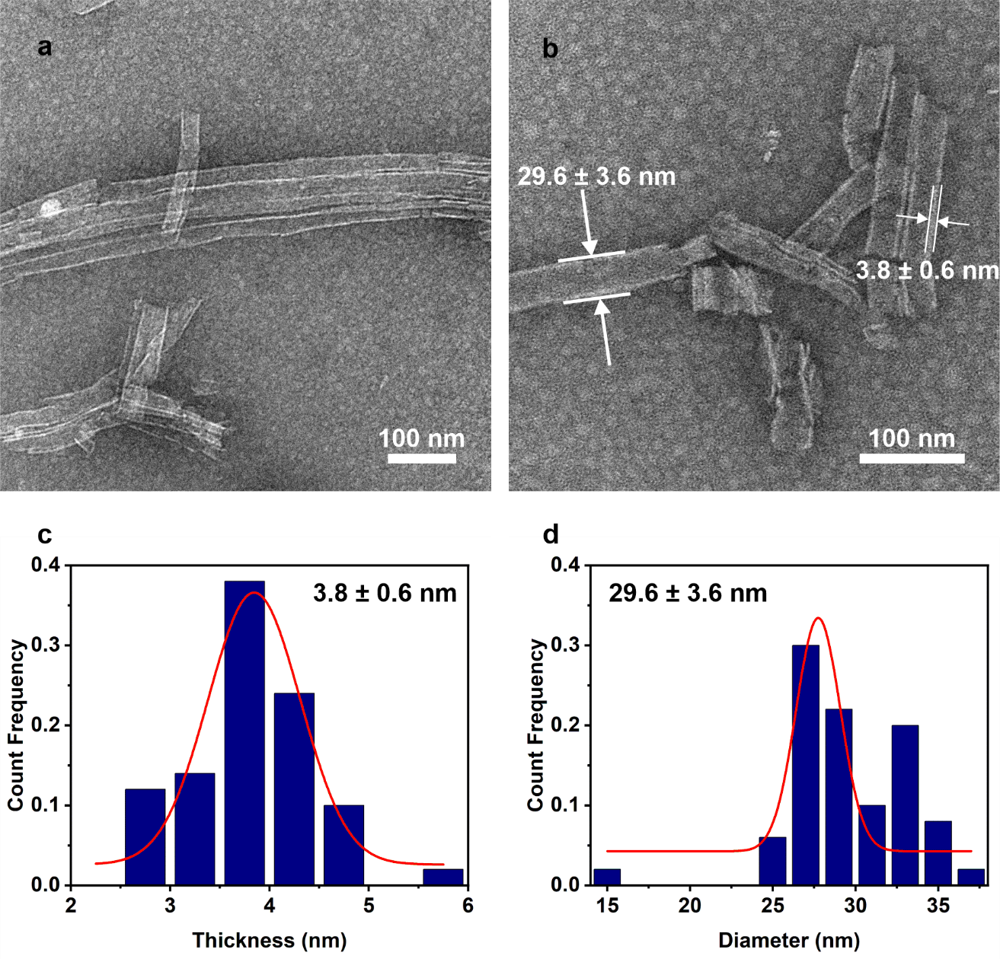 a
100 nm
b
29.6 ± 3.6 nm
3.8 ± 0.6 nm
100 nm
c
0.4
0.3
0.2
0.1
0.0
Count Frequency
3.8 ± 0.6 nm
2 3 4 5 6
Thickness (nm)
d
0.4
0.3
0.2
0.1
0.0
Count Frequency
29.6 ± 3.6 nm
15 20 25 30 35
Diameter (nm)